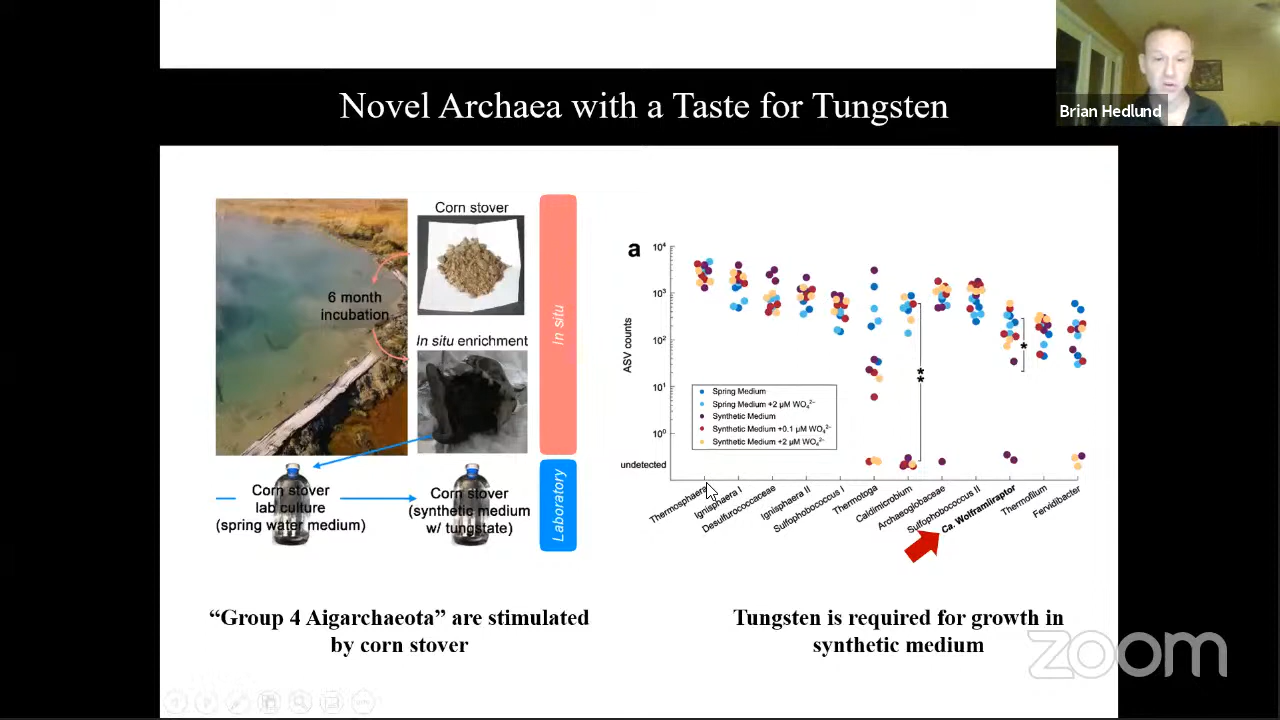 Novel Archaea with a Taste for Tungsten
Brian Hedlund
Corn stover
6 month
incubation
In situ enrichment
In situ
Corn stover
lab culture
(spring water medium)
Corn stover
(synthetic medium
w/ tungstate)
Laboratory
a
ASV counts
10⁴
10³
10²
10¹
10⁰
undetected
Spring Medium
Spring Medium +2 µM WO₄²⁻
Synthetic Medium
Synthetic Medium +0.1 µM WO₄²⁻
Synthetic Medium +2 µM WO₄²⁻
*
*
*
Thermosphaera
Ignisphaera I
Desulfurococcaceae
Ignisphaera II
Sulfophobococcus I
Thermotoga
Caldimicrobium
Archaeoglobaceae
Sulfophobococcus II
Ca. Wolframiiraptor
Thermofilum
Fervidibacter
“Group 4 Aigarchaeota” are stimulated
by corn stover
Tungsten is required for growth in
synthetic medium
zoom